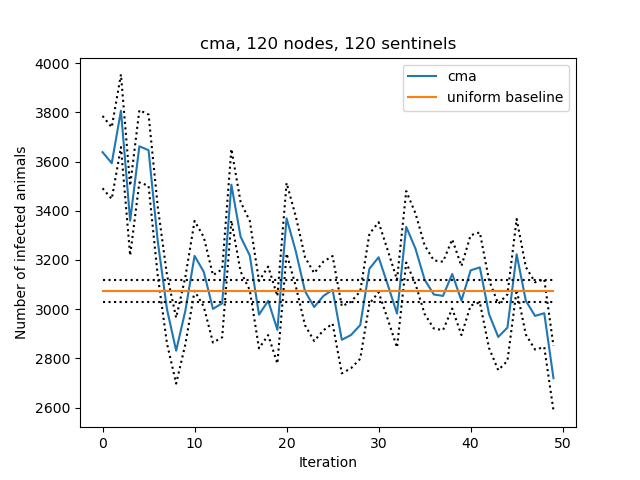 cma, 120 nodes, 120 sentinels
4000
3800
3600
3400
3200
3000
2800
2600
Number of infected animals
cma
uniform baseline
0
10
20
30
40
50
Iteration